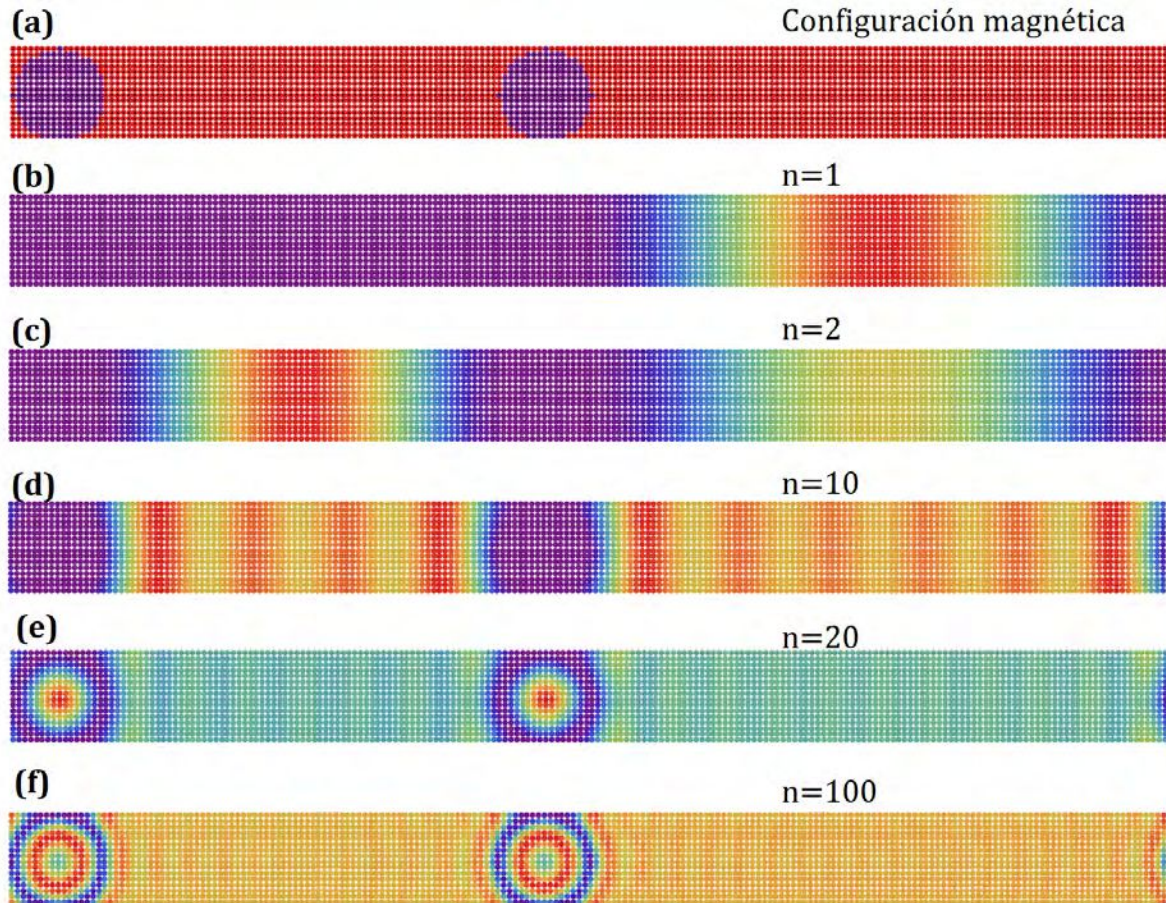 (a)
Configuración magnética
(b)
n=1
(c)
n=2
(d)
n=10
(e)
n=20
(f)
n=100